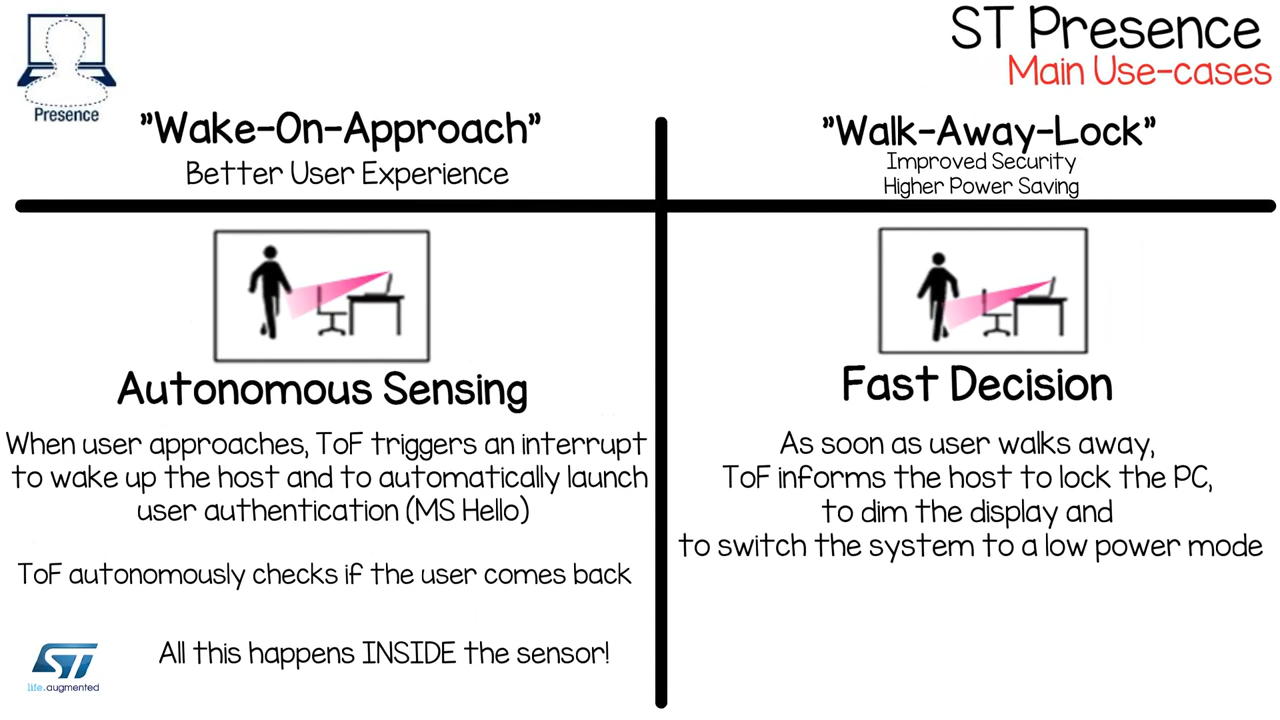 Presence
ST Presence
Main Use-cases
"Wake-On-Approach"
Better User Experience
"Walk-Away-Lock"
Improved Security
Higher Power Saving
Autonomous Sensing
When user approaches, ToF triggers an interrupt
to wake up the host and to automatically launch
user authentication (MS Hello)
ToF autonomously checks if the user comes back
All this happens INSIDE the sensor!
Fast Decision
As soon as user walks away,
ToF informs the host to lock the PC,
to dim the display and
to switch the system to a low power mode
ST
life.augmented